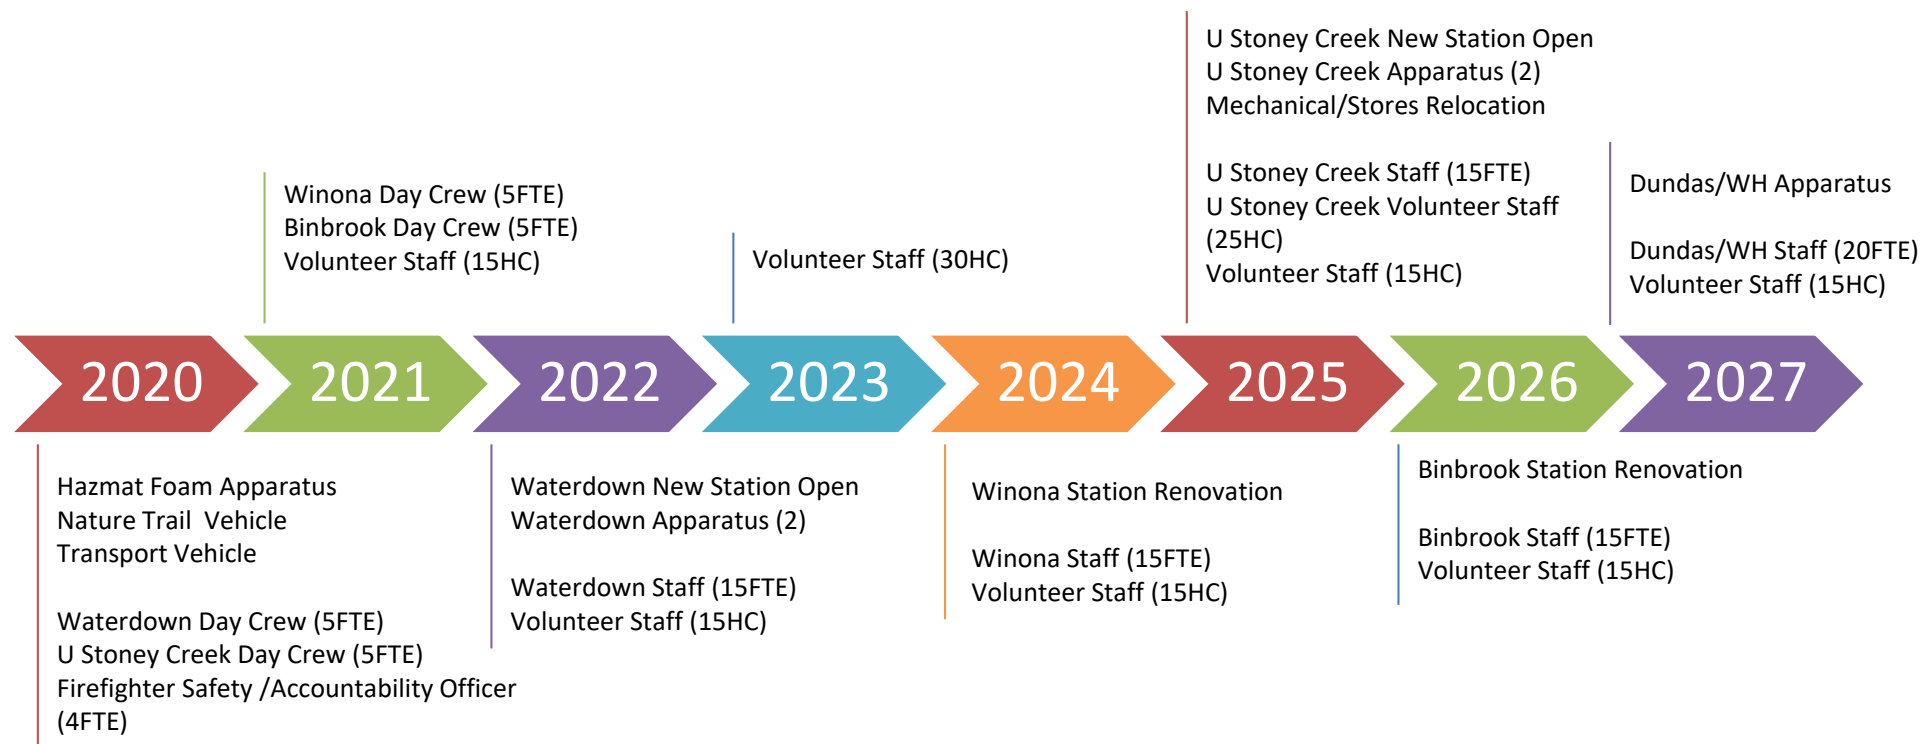 U Stoney Creek New Station Open
U Stoney Creek Apparatus (2)
Mechanical/Stores Relocation
U Stoney Creek Staff (15FTE)
U Stoney Creek Volunteer Staff
(25HC)
Volunteer Staff (15HC)
Winona Day Crew (5FTE)
Binbrook Day Crew (5FTE)
Volunteer Staff (15HC)
Volunteer Staff (30HC)
Dundas/WH Apparatus
Dundas/WH Staff (20FTE)
Volunteer Staff (15HC)
2020
2021
2022
2023
2024
2025
2026
2027
Hazmat Foam Apparatus
Nature Trail  Vehicle
Transport Vehicle
Waterdown Day Crew (5FTE)
U Stoney Creek Day Crew (5FTE)
Firefighter Safety /Accountability Officer
(4FTE)
Waterdown New Station Open
Waterdown Apparatus (2)
Waterdown Staff (15FTE)
Volunteer Staff (15HC)
Winona Station Renovation
Winona Staff (15FTE)
Volunteer Staff (15HC)
Binbrook Station Renovation
Binbrook Staff (15FTE)
Volunteer Staff (15HC)